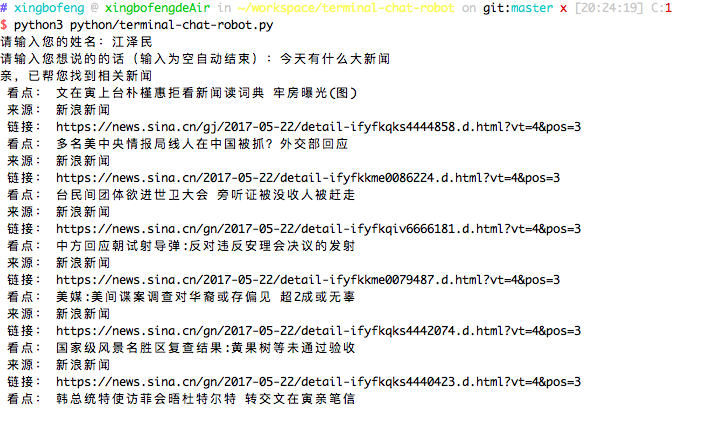 # xingbofeng @ xingbofengdeAir in ~/workspace/terminal-chat-robot on git:master x [20:24:19] C:1
$ python3 python/terminal-chat-robot.py
请输入您的姓名: 江泽民
请输入您想说的的话（输入为空自动结束）: 今天有什么大新闻
亲，已帮您找到相关新闻
看点: 文在寅上台朴槿惠拒看新闻读词典 牢房曝光(图)
来源: 新浪新闻
链接: https://news.sina.cn/gj/2017-05-22/detail-ifyfkqks4444858.d.html?vt=4&pos=3
看点: 多名美中央情报局线人在中国被抓? 外交部回应
来源: 新浪新闻
链接: https://news.sina.cn/2017-05-22/detail-ifyfkkme0086224.d.html?vt=4&pos=3
看点: 台民间团体欲进世卫大会 旁听证被没收人被赶走
来源: 新浪新闻
链接: https://news.sina.cn/gn/2017-05-22/detail-ifyfkqiv6666181.d.html?vt=4&pos=3
看点: 中方回应朝试射导弹:反对违反安理会决议的发射
来源: 新浪新闻
链接: https://news.sina.cn/2017-05-22/detail-ifyfkkme0079487.d.html?vt=4&pos=3
看点: 美媒:美间谍案调查对华裔或存偏见 超2成或无辜
来源: 新浪新闻
链接: https://news.sina.cn/gn/2017-05-22/detail-ifyfkqks4442074.d.html?vt=4&pos=3
看点: 国家级风景名胜区复查结果:黄果树等未通过验收
来源: 新浪新闻
链接: https://news.sina.cn/gn/2017-05-22/detail-ifyfkqks4440423.d.html?vt=4&pos=3
看点: 韩总统特使访菲会晤杜特尔特 转交文在寅亲笔信